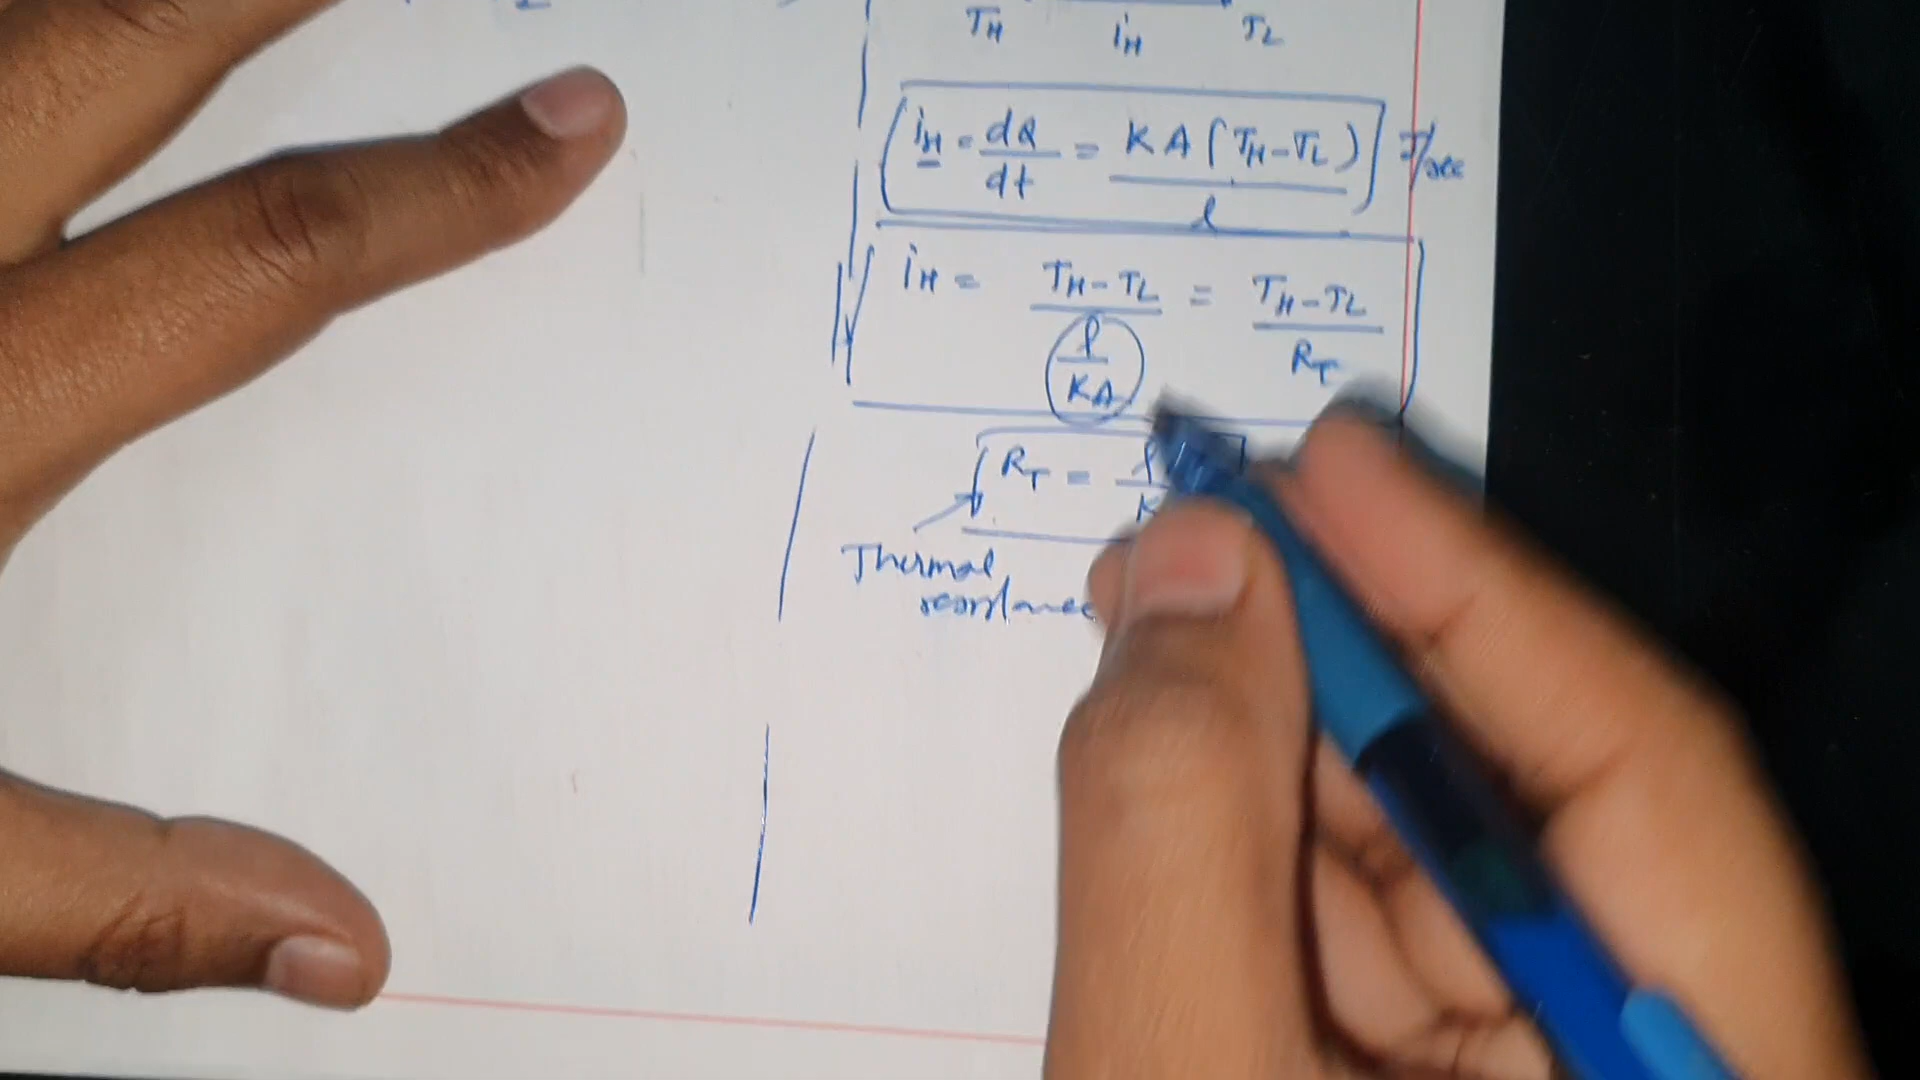 TH iH TL
iH = dQ/dt = KA(TH-TL)/l J/sec
iH = TH-TL/(l/KA) = TH-TL/RT
RT = l/K
Thermal
resistance